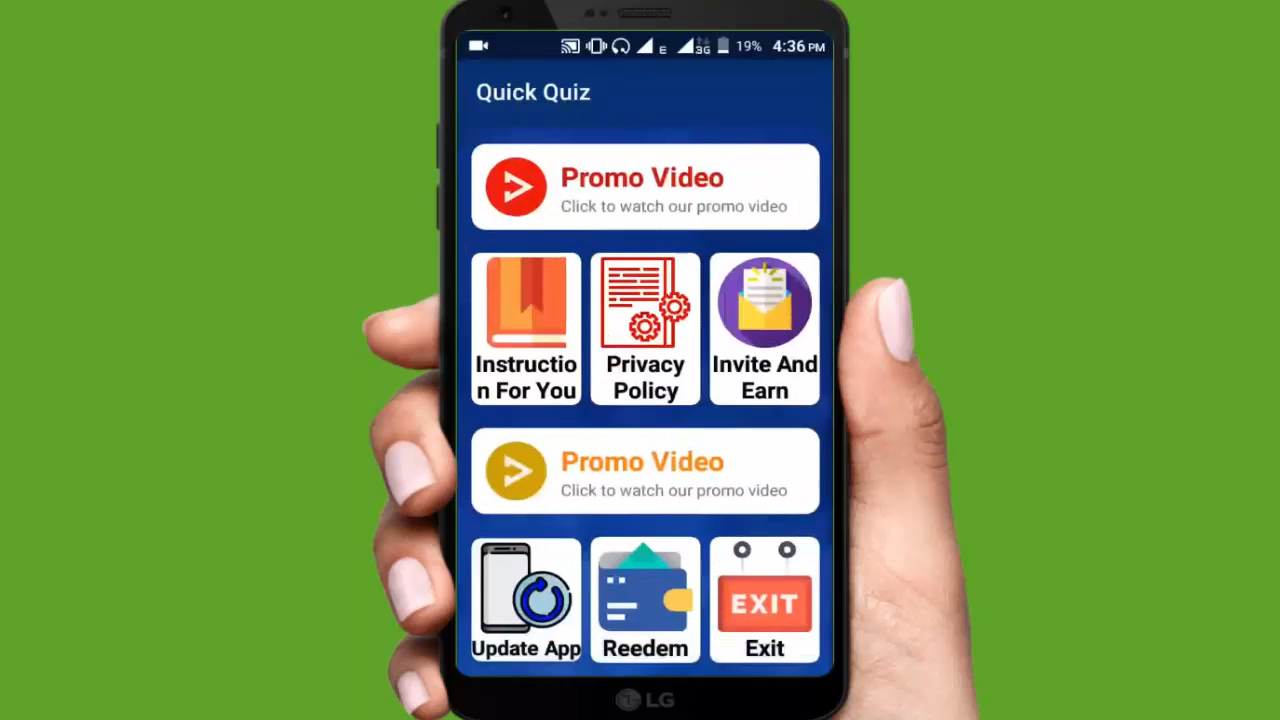 E
3G
19%
4:36 PM
Quick Quiz
Promo Video
Click to watch our promo video
Instructio
n For You
Privacy
Policy
Invite And
Earn
Promo Video
Click to watch our promo video
Update App
Reedem
EXIT
Exit
LG